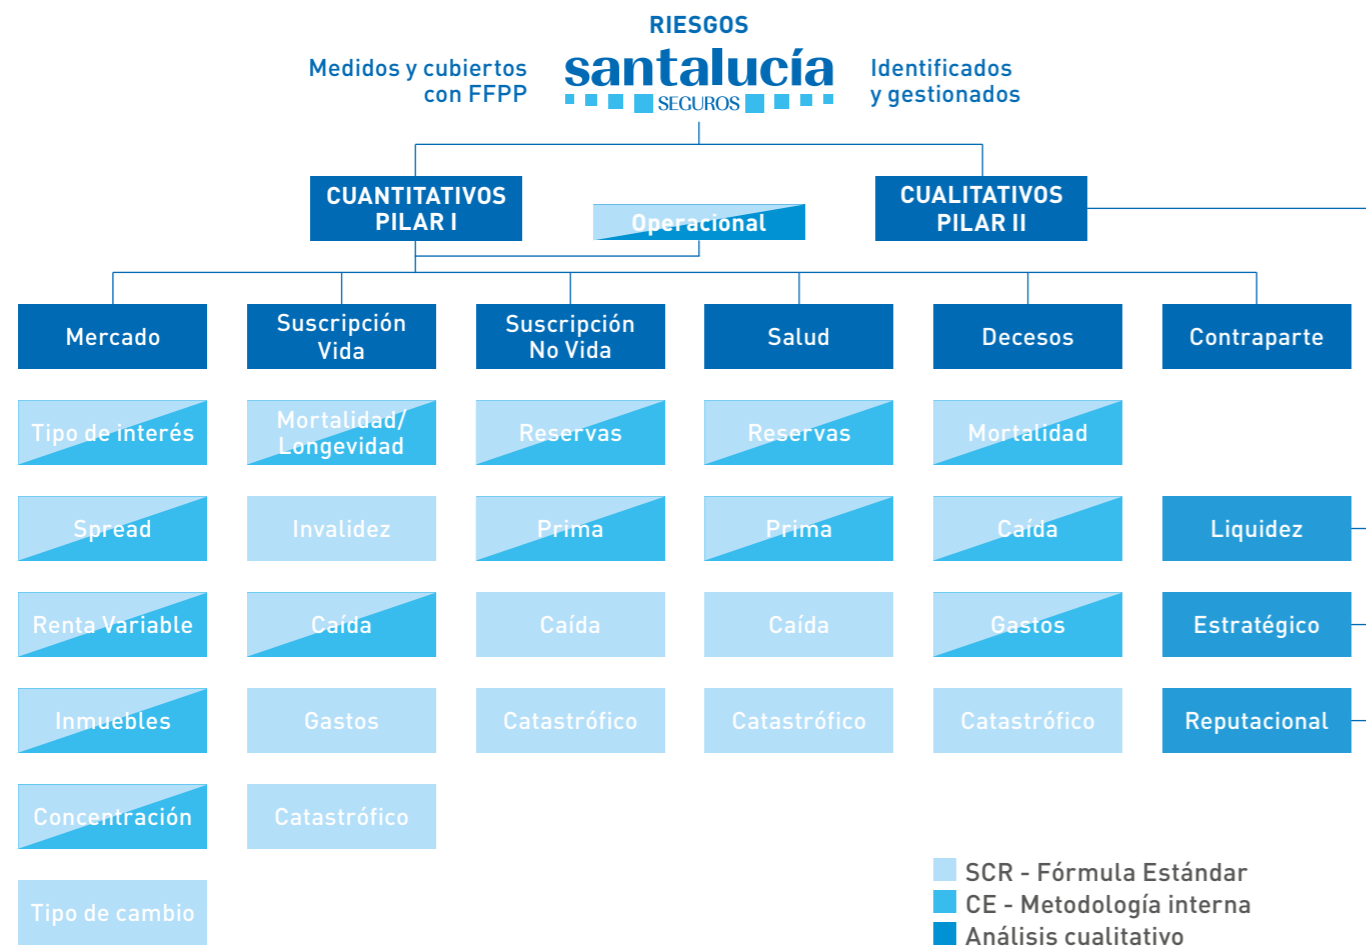 RIESGOS
Medidos y cubiertos
con FFPP
santalucía
SEGUROS
Identificados
y gestionados
CUANTITATIVOS
PILAR I
Operacional
CUALITATIVOS
PILAR II
Mercado
Suscripción
Vida
Suscripción
No Vida
Salud
Decesos
Contraparte
Tipo de interés
Mortalidad/
Longevidad
Reservas
Reservas
Mortalidad
Spread
Invalidez
Prima
Prima
Caída
Liquidez
Renta Variable
Caída
Caída
Caída
Gastos
Estratégico
Inmuebles
Gastos
Catastrófico
Catastrófico
Catastrófico
Reputacional
Concentración
Catastrófico
Tipo de cambio
SCR - Fórmula Estándar
CE - Metodología interna
Análisis cualitativo